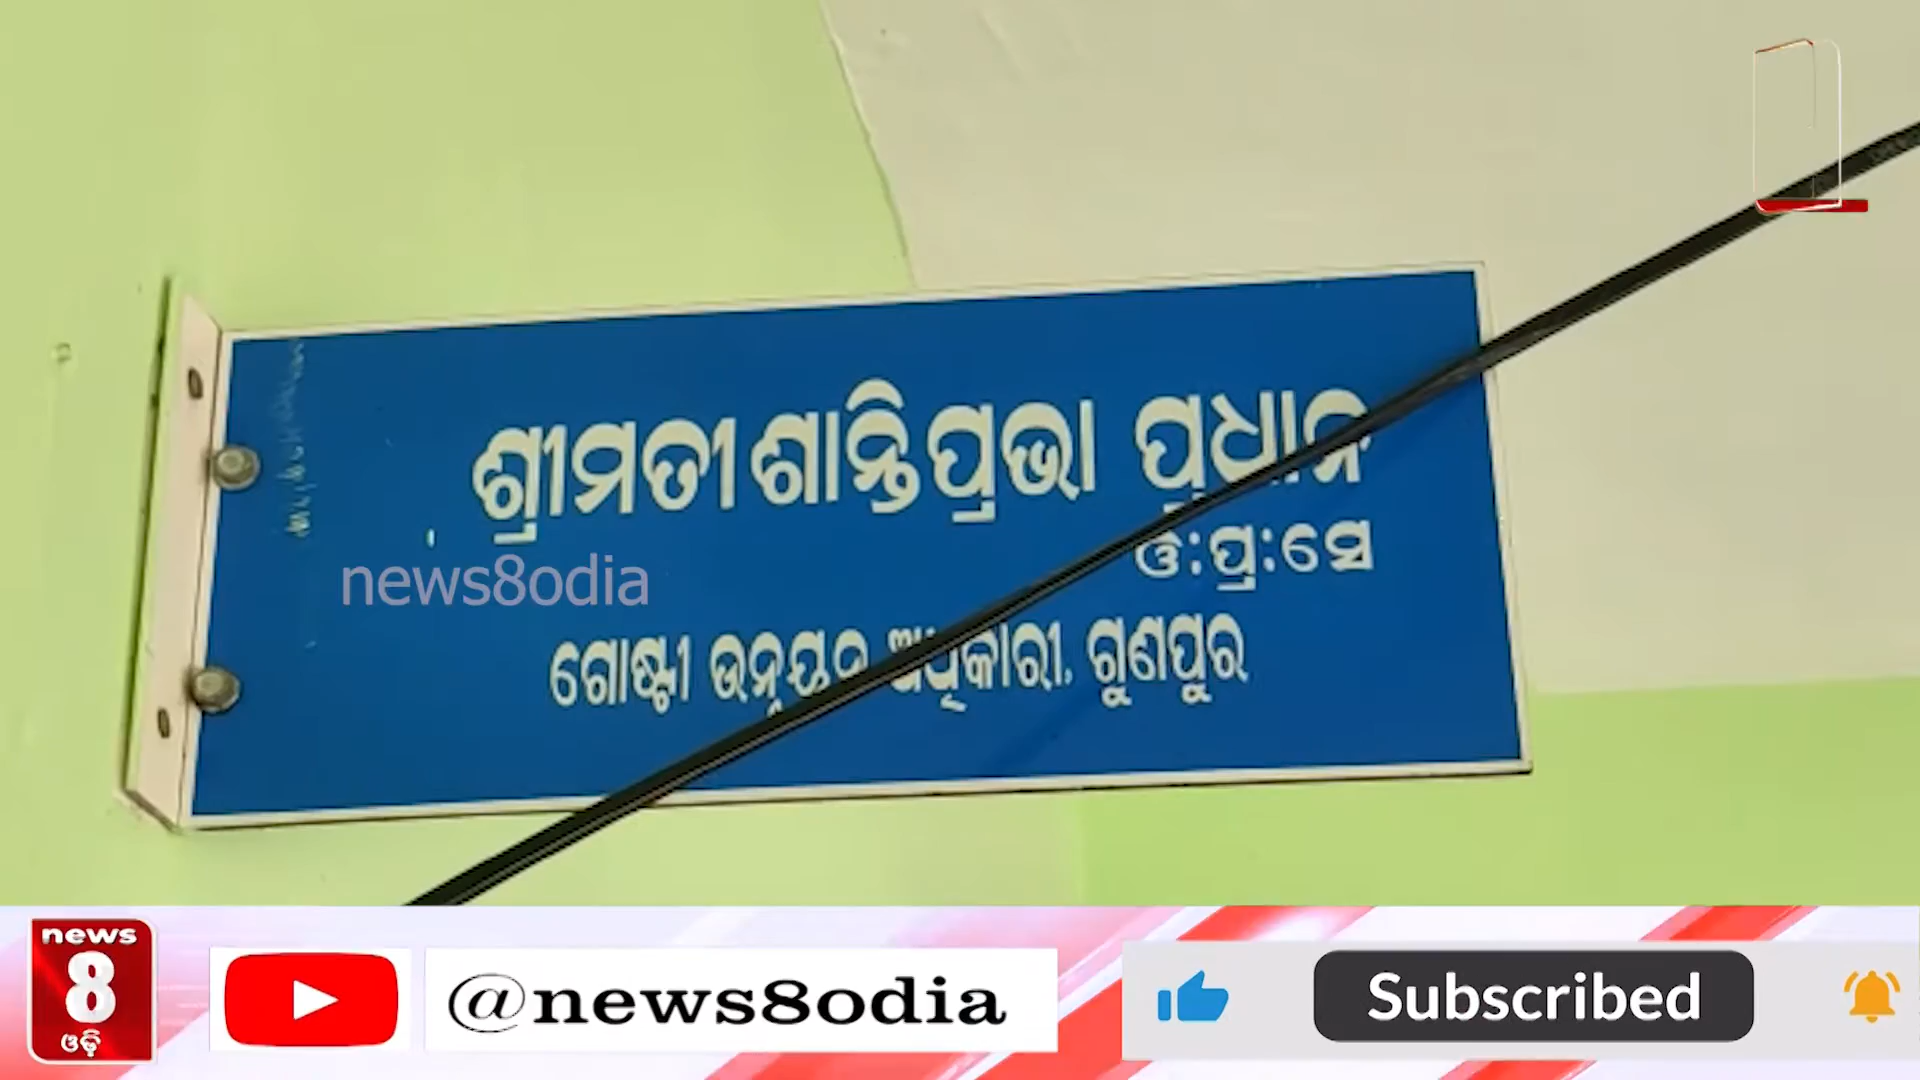 ଶ୍ରୀମତୀ ଶାନ୍ତିପ୍ରଭା ପ୍ରଧାନ
ଓ:ପ୍ର:ସେ
news8odia
ଗୋଷ୍ଠୀ ଉନ୍ନୟନ ଅଧିକାରୀ, ଗୁଣପୁର
news
8
ଓଡ଼ି
@news8odia
Subscribed